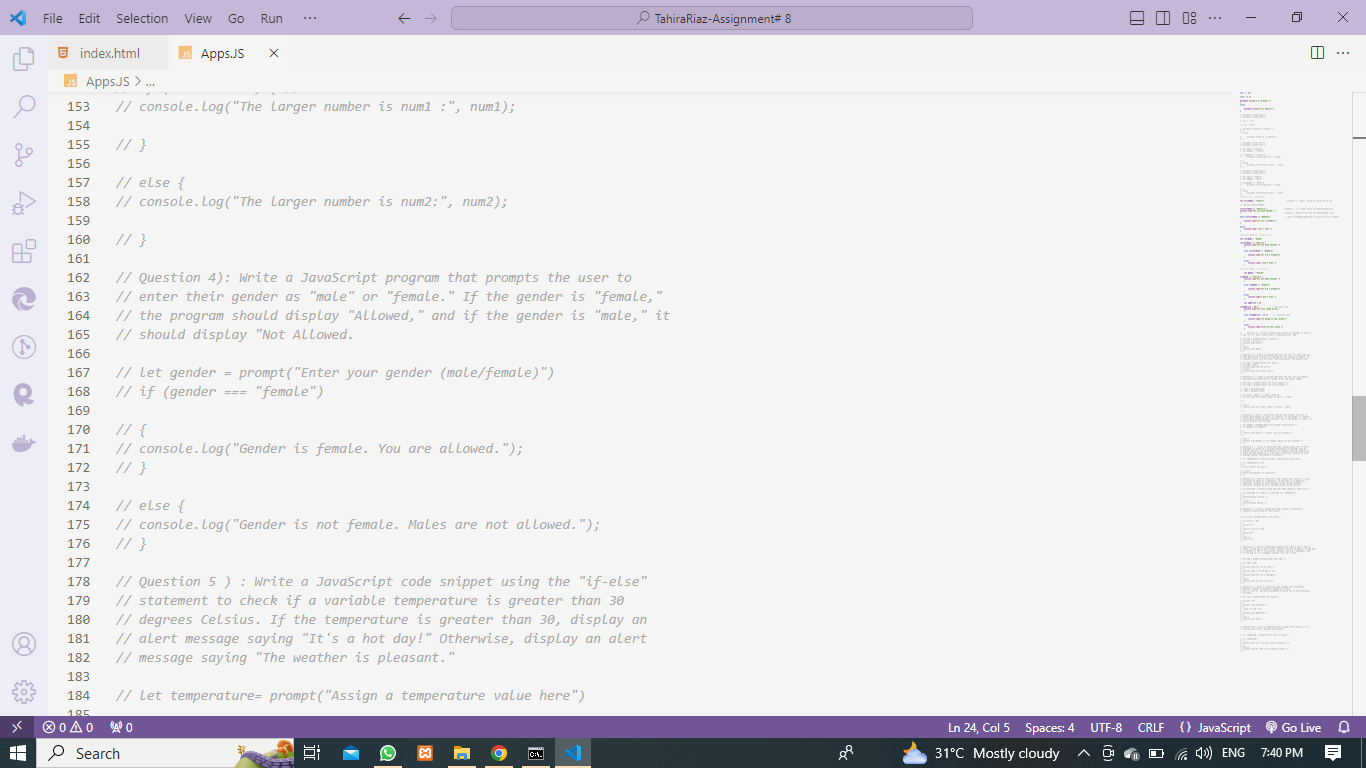 File Edit Selection View Go Run ··· TahiraRiaz-Assignment# 8
index.html Apps.JS
Apps.JS > ...
153 // console.log("The larger number is num1 :", num1);
154
155 // }
156
157 // else {
158 // console.log("The larger number is num2:", num2);
159
160 // }
161
162 // Question 4): Write a JavaScript program that prompts the user to
163 // enter their gender as "male" or "female." If the gender is "female,"
164 // the program should display "Allowed," and if the gender is "male," it
165 // should display "Not Allowed.
166
167 // let gender = prompt("Enter your gender (male/female)")
168 // if (gender === "female")
169
170 // {
171 // console.log("Gender is female. You are allowed.");
172 // }
173
174 // else {
175 // console.log("Gender is not female. Males are not allowed.");
176 // }
177
178 // Question 5 ) : Write a JavaScript code snippet using the "if-else"
179 // statement to check if a variable temperature is greater than 30
180 // degrees Celsius. If the temperature is greater than 30, display an
181 // alert message saying "It's a hot day!" Otherwise, display an alert
182 // message saying "The weather is pleasant."
183
184 // let temperature= prompt("Assign a temperature value here")
185
0 0 0 Ln 24, Col 5 Spaces: 4 UTF-8 CRLF {} JavaScript Go Live
Search 31°C Mostly cloudy ENG 7:40 PM